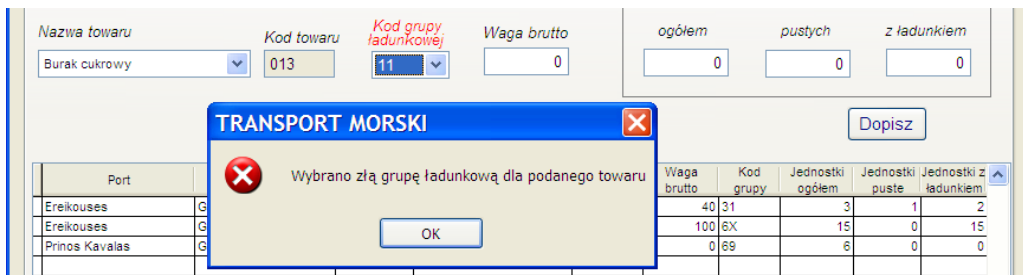 Nazwa towaru Kod towaru Kod grupy ładunkowej Waga brutto ogółem pustych z ładunkiem
Burak cukrowy 013 11 0 0 0 0
TRANSPORT MORSKI
Dopisz
Wybrano złą grupę ładunkową dla podanego towaru
OK
Port Waga brutto Kod grupy Jednostki ogółem Jednostki puste Jednostki z ładunkiem
Ereikouses G 40 31 3 1 2
Ereikouses G 100 6X 15 0 15
Prinos Kavalas G 0 69 6 0 0